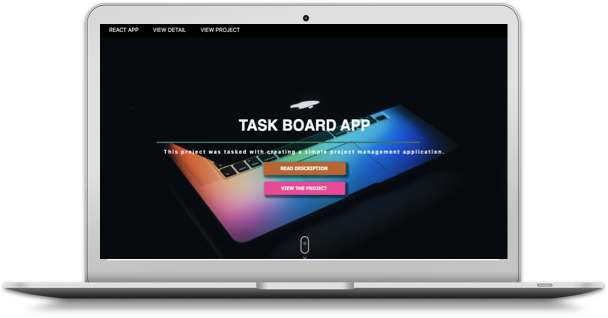 REACT APP VIEW DETAIL VIEW PROJECT
TASK BOARD APP
This project was tasked with creating a simple project management application.
READ DESCRIPTION
VIEW THE PROJECT